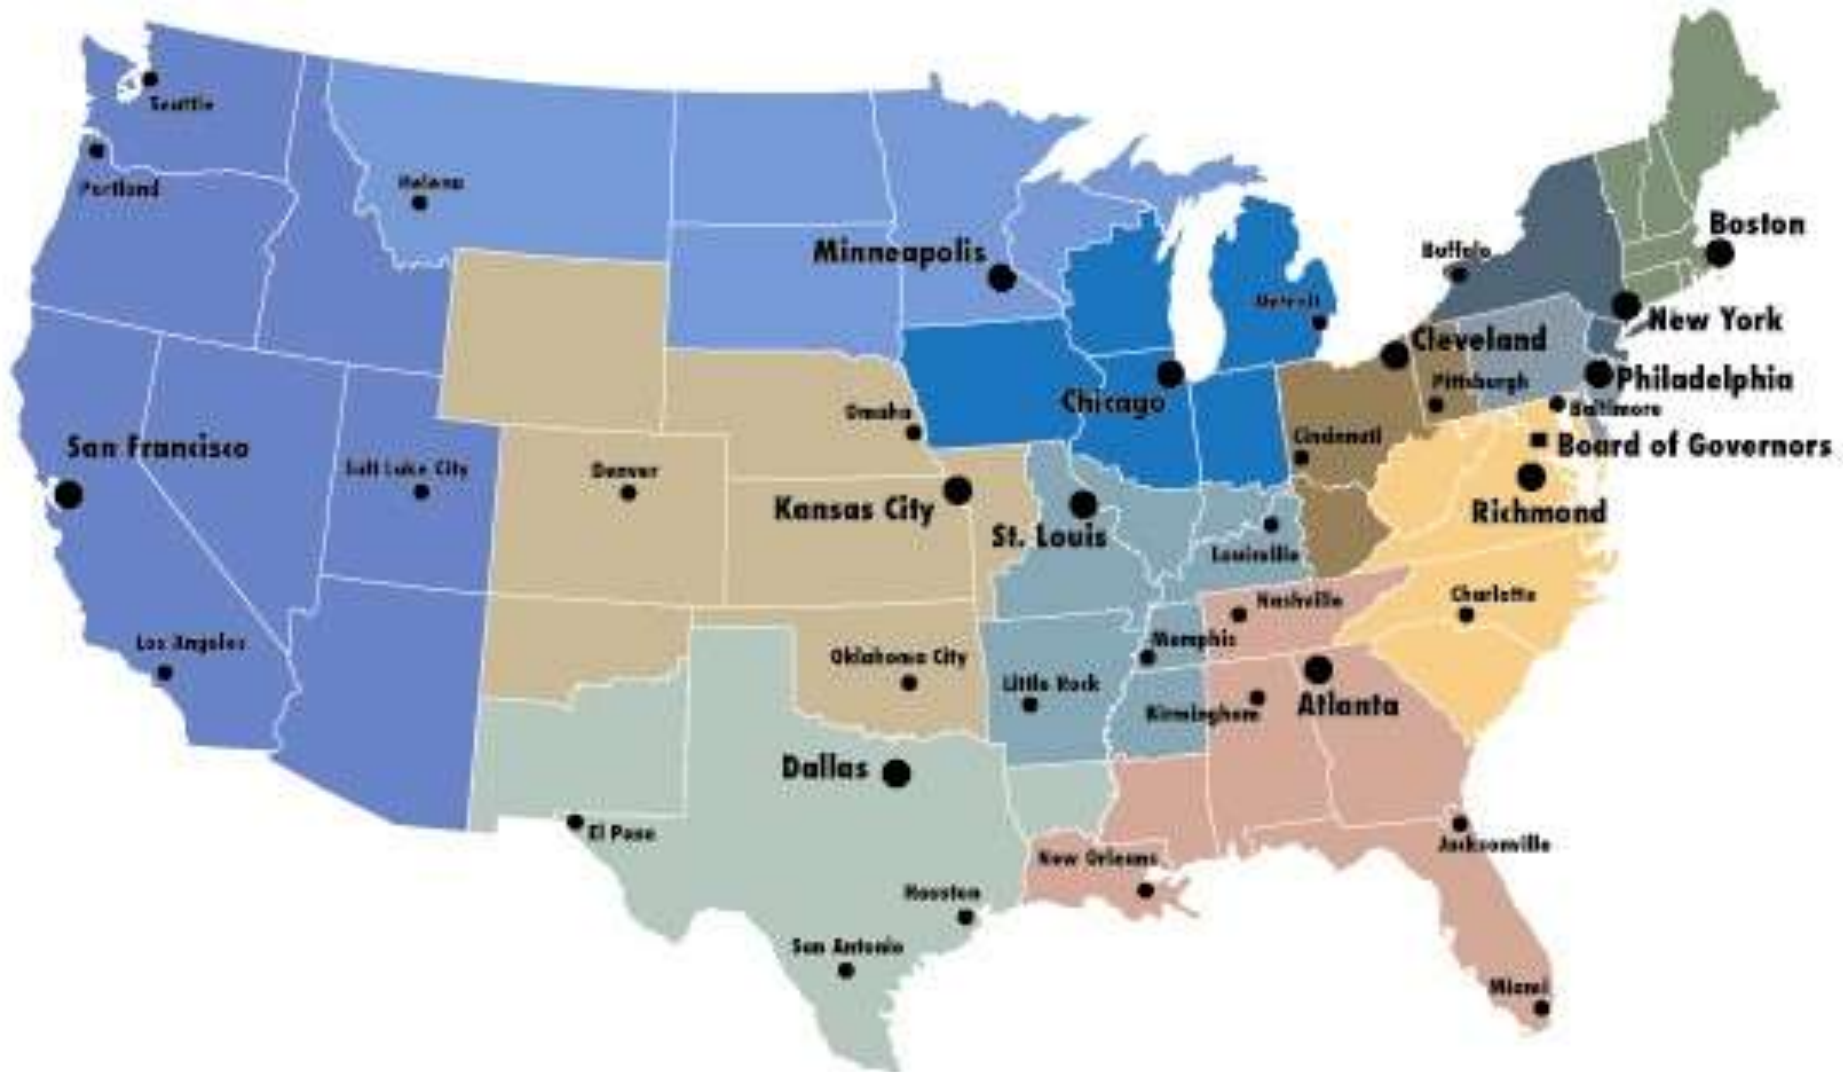 Seattle
Portland
Helena
Minneapolis
Boston
Buffalo
Detroit
New York
Cleveland
Philadelphia
Pittsburgh
Baltimore
Chicago
Omaha
Cincinnati
Board of Governors
San Francisco
Salt Lake City
Denver
Kansas City
St. Louis
Richmond
Louisville
Nashville
Charlotte
Los Angeles
Memphis
Oklahoma City
Little Rock
Birmingham
Atlanta
Dallas
El Paso
Jacksonville
New Orleans
Houston
San Antonio
Miami